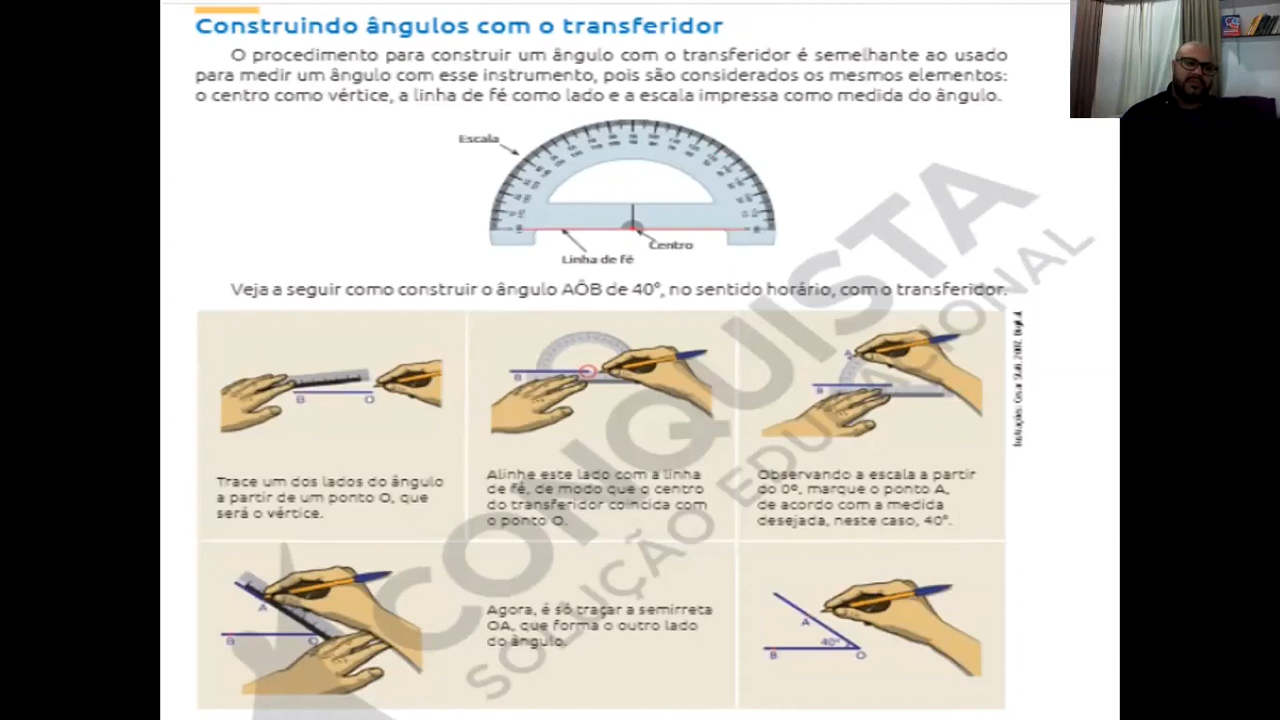 Construindo ângulos com o transferidor
O procedimento para construir um ângulo com o transferidor é semelhante ao usado
para medir um ângulo com esse instrumento, pois são considerados os mesmos elementos:
o centro como vértice, a linha de fé como lado e a escala impressa como medida do ângulo.
Escala
Centro
Linha de fé
Veja a seguir como construir o ângulo AÔB de 40°, no sentido horário, com o transferidor.
B O
B
A
B
Trace um dos lados do ângulo
a partir de um ponto O, que
será o vértice.
Alinhe este lado com a linha
de fé, de modo que o centro
do transferidor coincida com
o ponto O.
Observando a escala a partir
do 0º, marque o ponto A,
de acordo com a medida
desejada, neste caso, 40°.
A
B O
Agora, é só traçar a semirreta
OA, que forma o outro lado
do ângulo.
A
40°
B O
CONQUISTA
SOLUÇÃO EDUCACIONAL